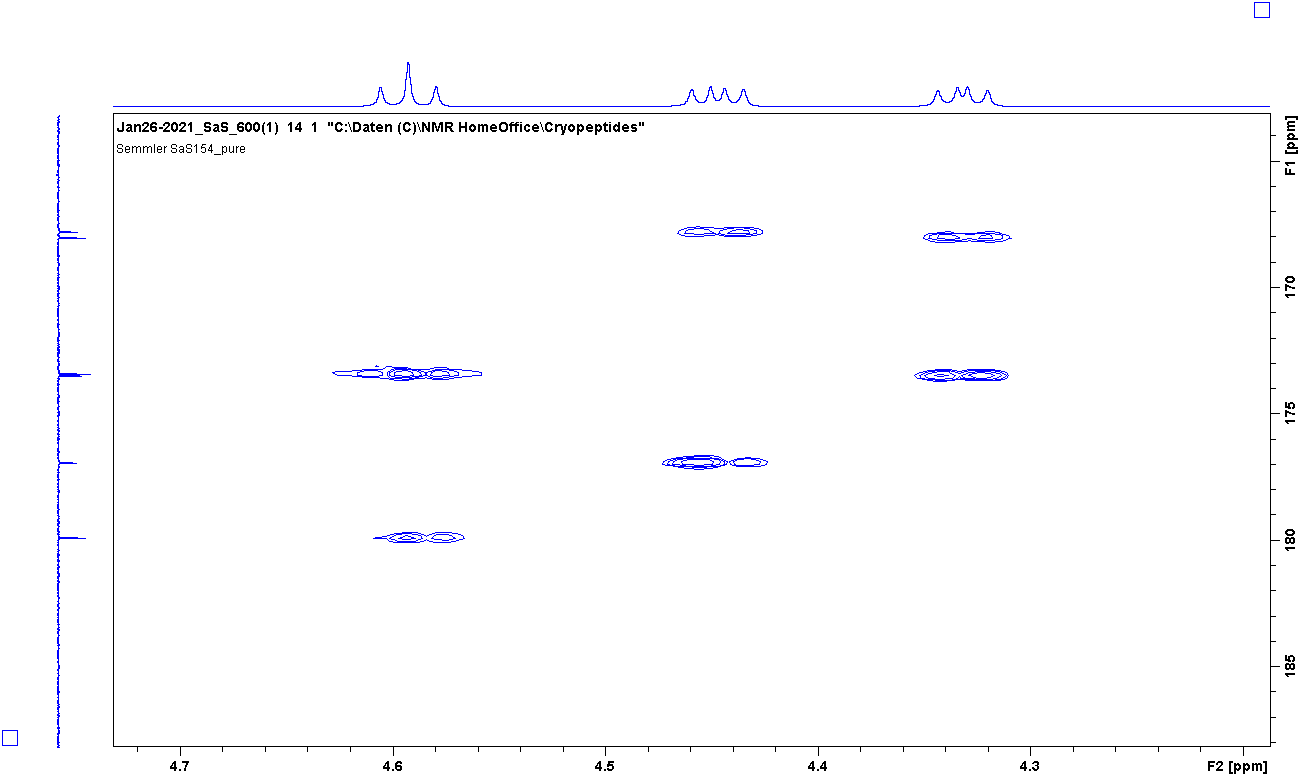 Jan26-2021_SaS_600(1) 14 1 "C:\Daten (C)\NMR HomeOffice\Cryopeptides"
Semmler SaS154_pure
F1 [ppm]
170
175
180
185
4.7 4.6 4.5 4.4 4.3 F2 [ppm]